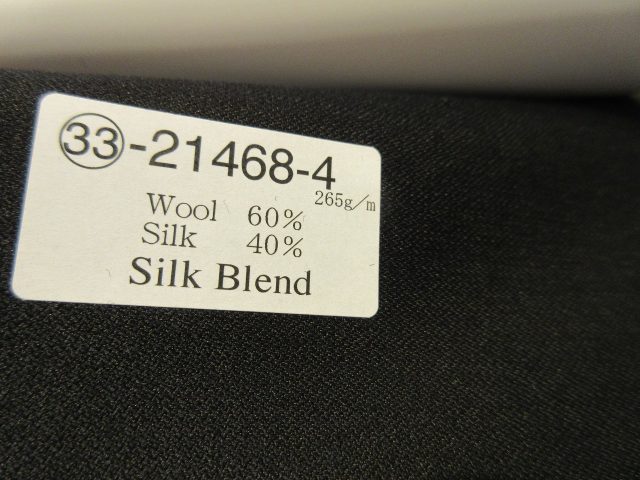 ㉝-21468-4
265g/m
Wool 60%
Silk 40%
Silk Blend